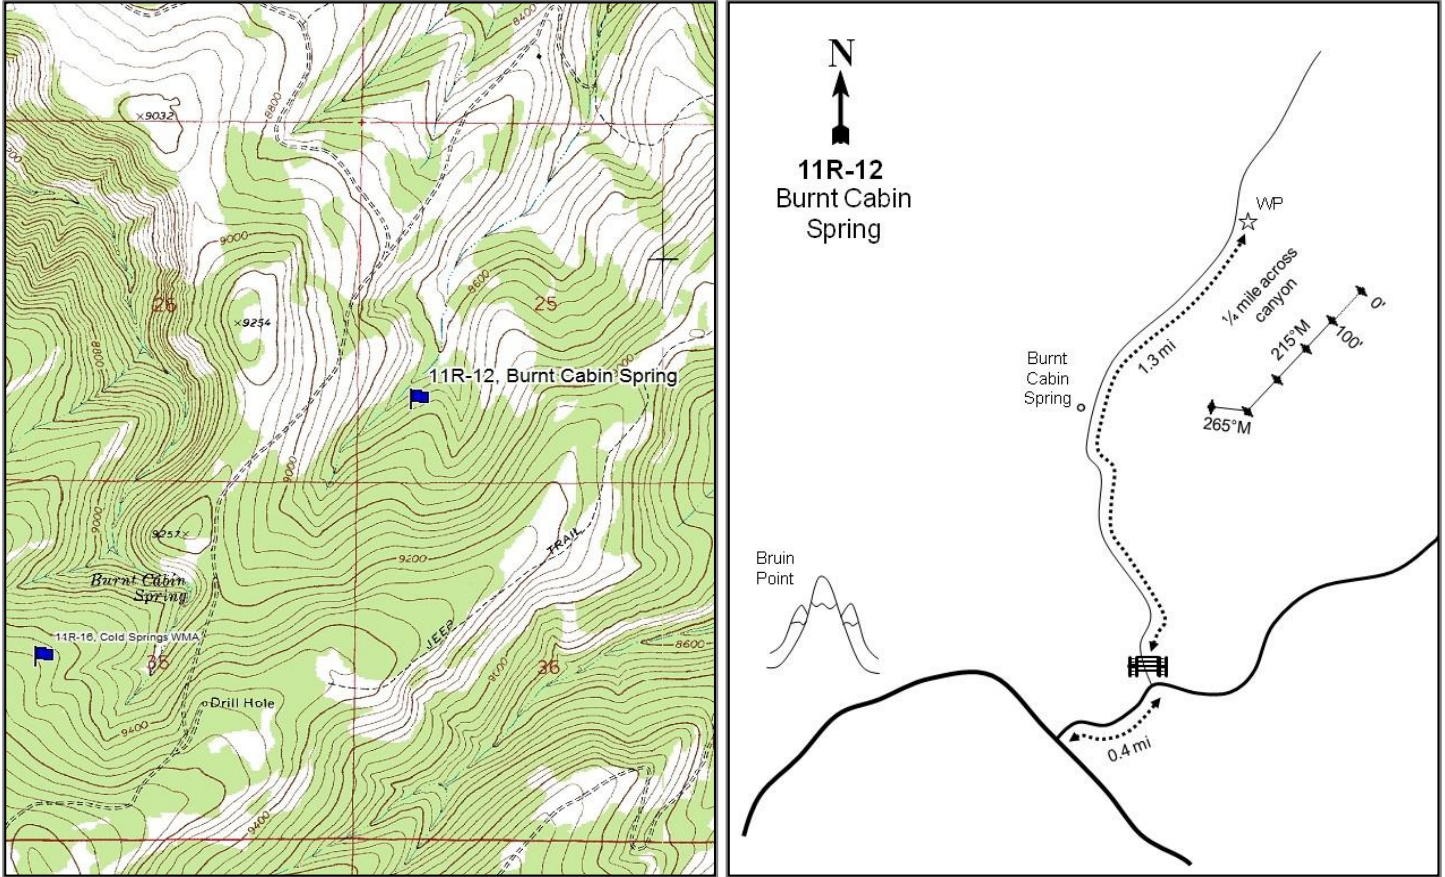 8400
8800
×9032
200
9000
8600
26
25
×9254
8800
11R-12, Burnt Cabin Spring
9000
9000
9257×
9200
TRAIL
Burnt Cabin
Spring
JEEP
11R-16, Cold Springs WMA
35
36
8600
9000
Drill Hole
9400
9400
N
11R-12
Burnt Cabin
Spring
WP
¼ mile across
canyon
0'
100'
215°M
1.3 mi
Burnt
Cabin
Spring
265°M
Bruin
Point
0.4 mi